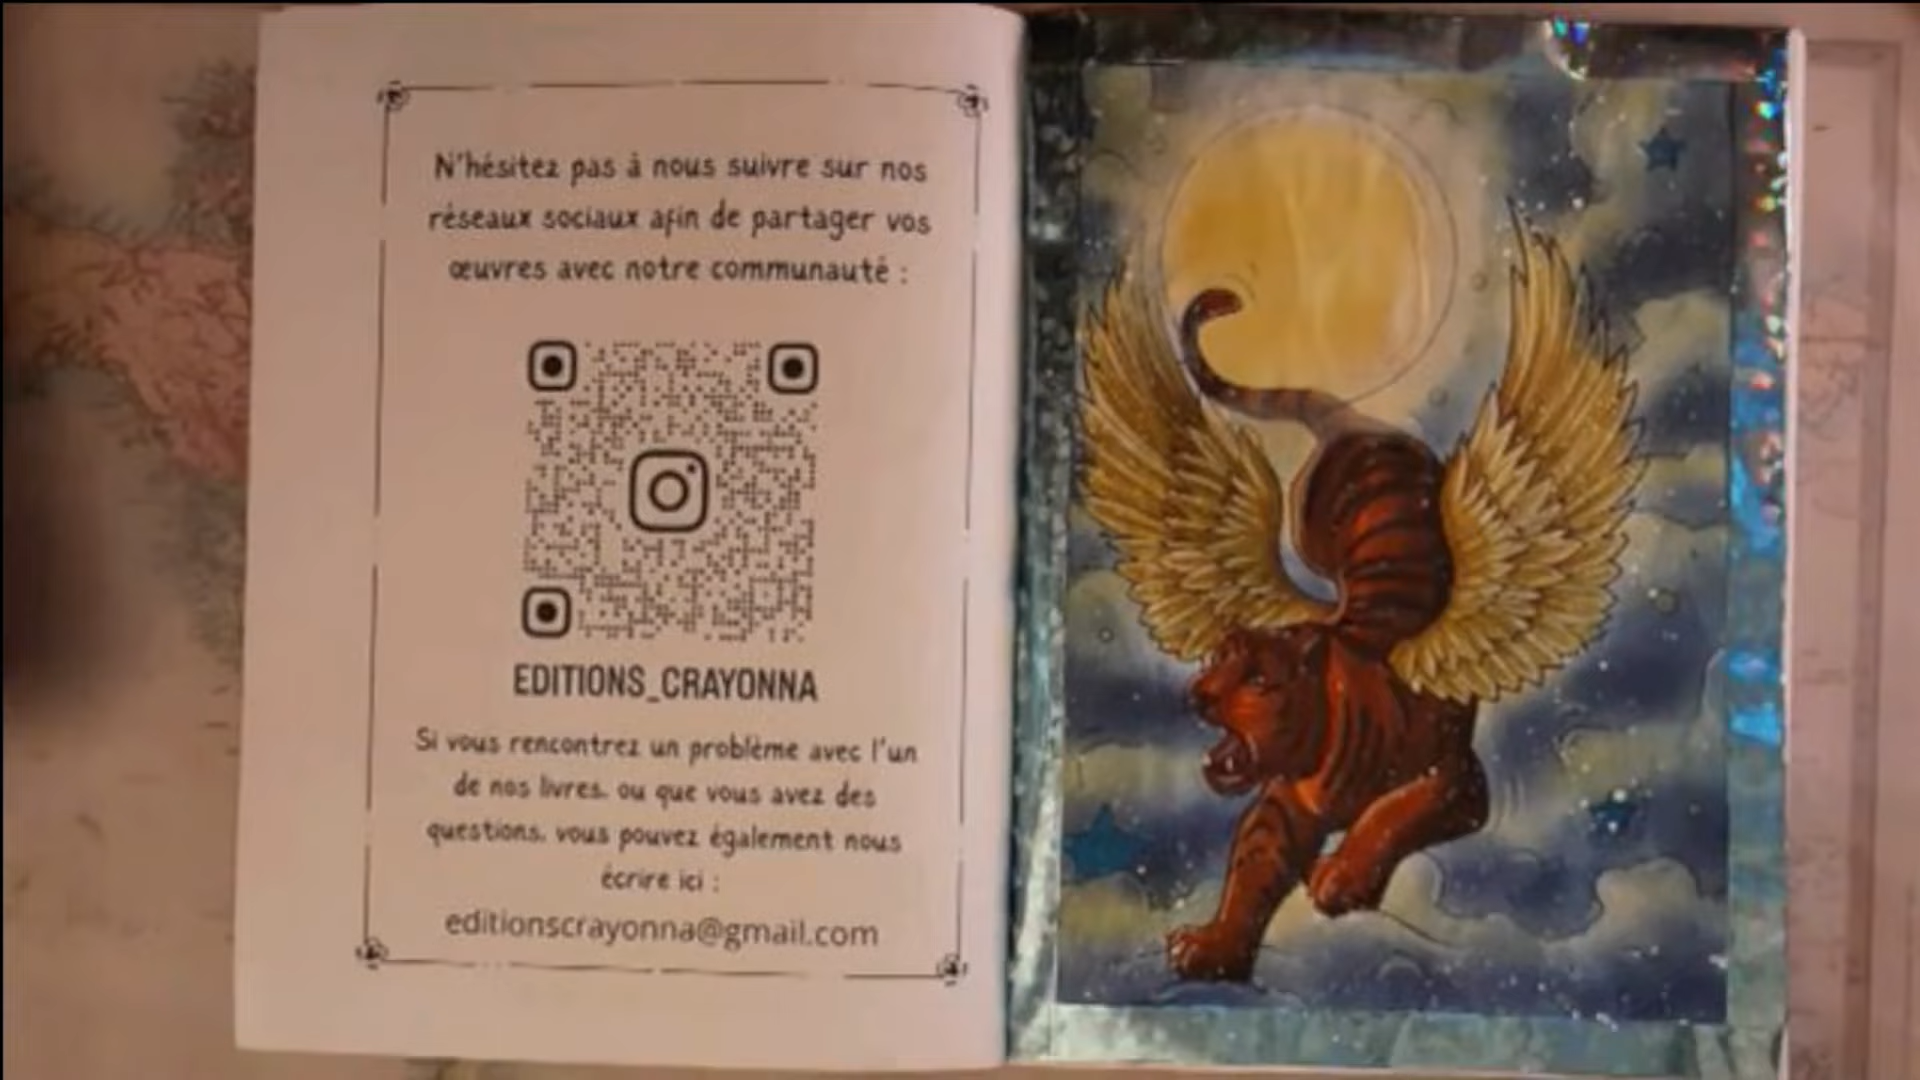 N'hésitez pas à nous suivre sur nos
réseaux sociaux afin de partager vos
œuvres avec notre communauté :
EDITIONS_CRAYONNA
Si vous rencontrez un problème avec l'un
de nos livres, ou que vous avez des
questions, vous pouvez également nous
écrire ici :
editionscrayonna@gmail.com